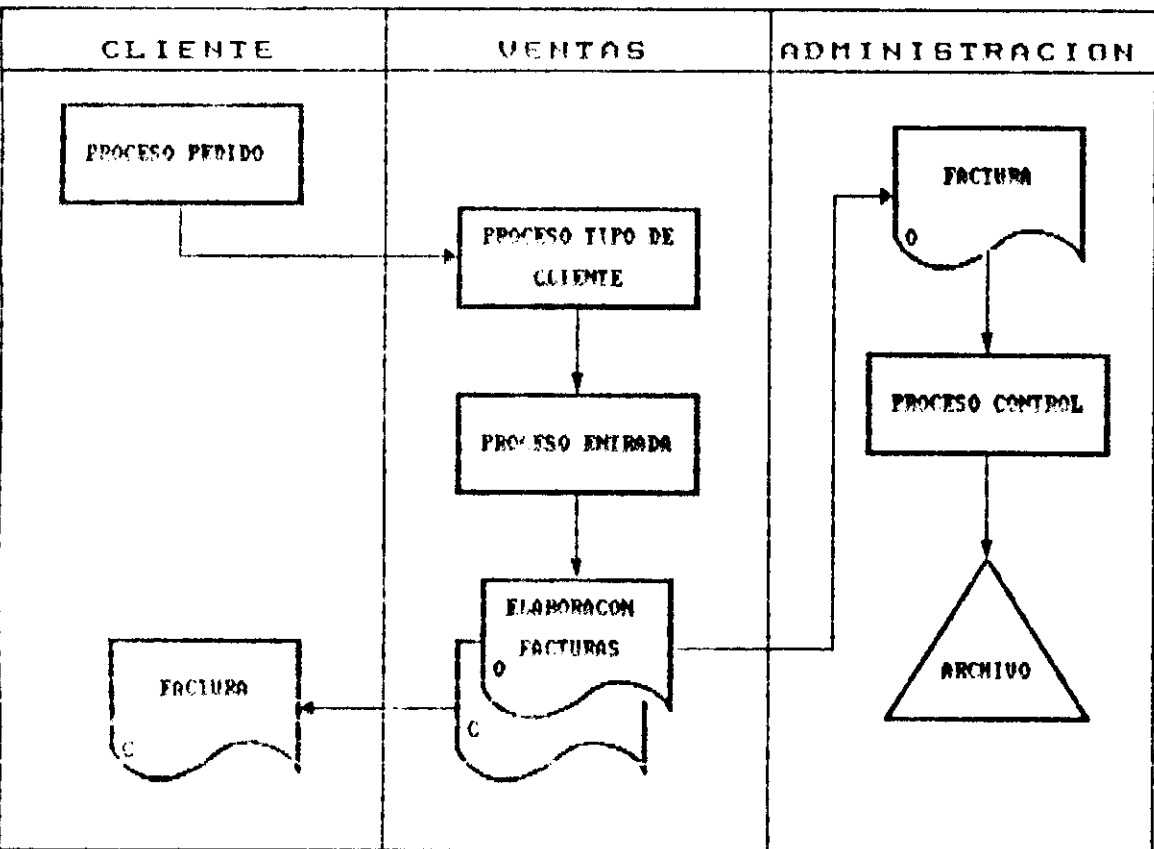 CLIENTE
VENTAS
ADMINISTRACION
PROCESO PEDIDO
PROCESO TIPO DE
CLIENTE
PROCESO ENTRADA
ELABORACON
FACTURAS
O
C
FACTURA
C
FACTURA
O
PROCESO CONTROL
ARCHIVO